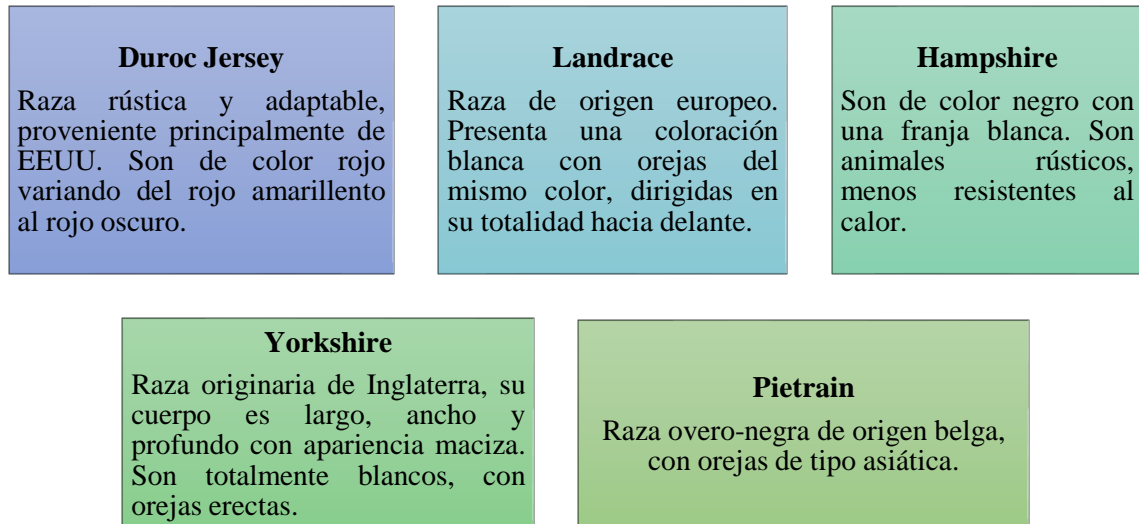 Duroc Jersey
Raza rústica y adaptable,
proveniente principalmente de
EEUU. Son de color rojo
variando del rojo amarillento
al rojo oscuro.
Landrace
Raza de origen europeo.
Presenta una coloración
blanca con orejas del
mismo color, dirigidas en
su totalidad hacia delante.
Hampshire
Son de color negro con
una franja blanca. Son
animales rústicos,
menos resistentes al
calor.
Yorkshire
Raza originaria de Inglaterra, su
cuerpo es largo, ancho y
profundo con apariencia maciza.
Son totalmente blancos, con
orejas erectas.
Pietrain
Raza overo-negra de origen belga,
con orejas de tipo asiática.